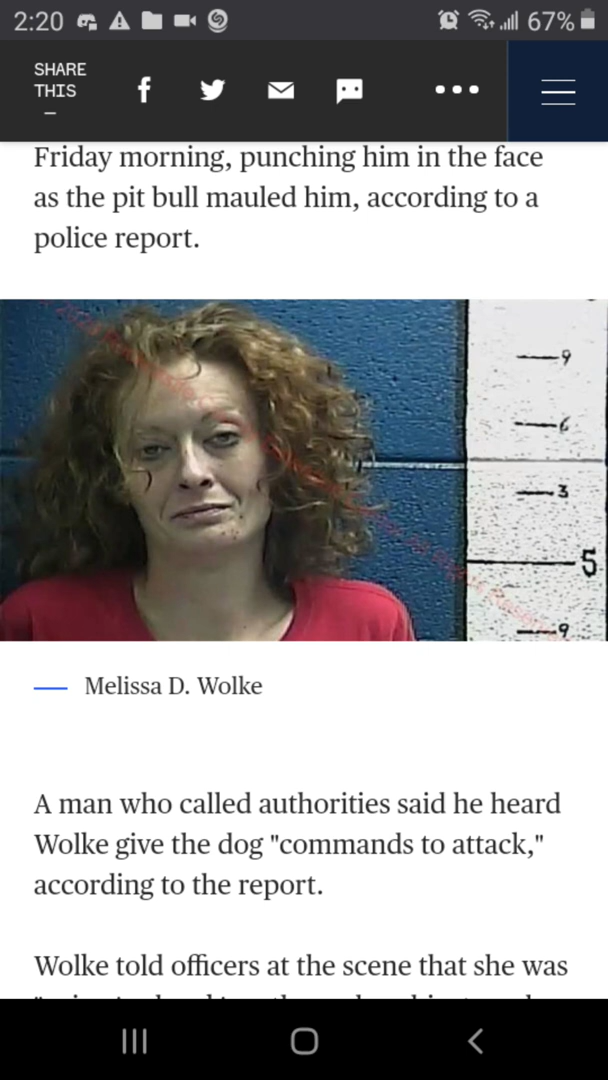 2:20
67%
SHARE
THIS
Friday morning, punching him in the face
as the pit bull mauled him, according to a
police report.
9
6
3
5
9
Melissa D. Wolke
A man who called authorities said he heard
Wolke give the dog "commands to attack,"
according to the report.
Wolke told officers at the scene that she was